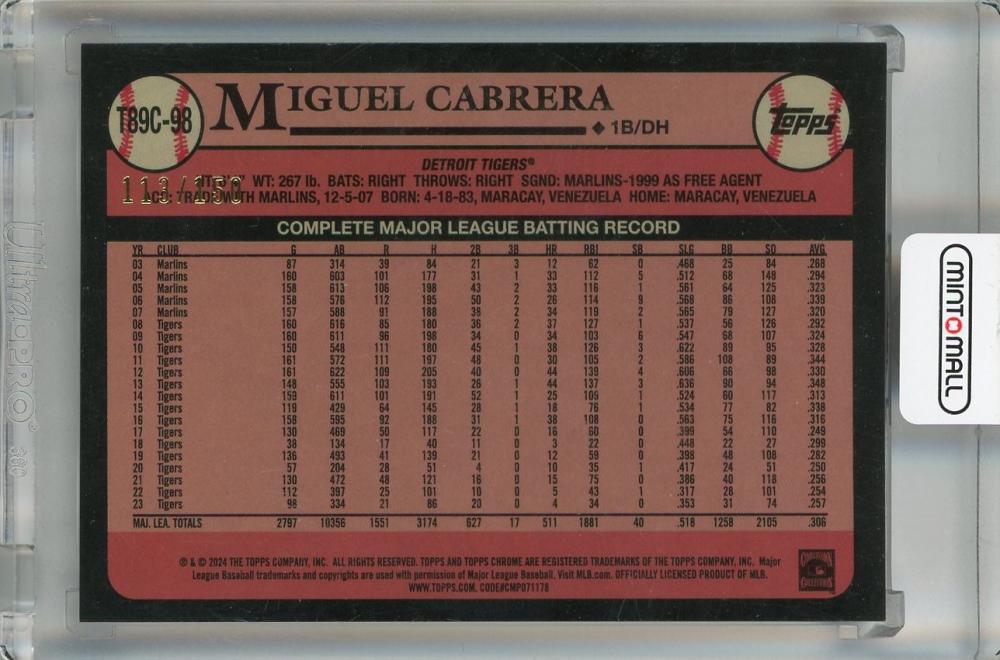 T89C-98
MIGUEL CABRERA
◆ 1B/DH
Topps
DETROIT TIGERS®
WT: 267 lb. BATS: RIGHT THROWS: RIGHT SGND: MARLINS-1999 AS FREE AGENT
113/150
WITH MARLINS, 12-5-07 BORN: 4-18-83, MARACAY, VENEZUELA HOME: MARACAY, VENEZUELA
COMPLETE MAJOR LEAGUE BATTING RECORD
YR CLUB G AB R H 2B 3B HR RBI SB SLG BB SO AVG
03 Marlins 87 314 39 84 21 3 12 62 0 .468 25 84 .268
04 Marlins 160 603 101 177 31 1 33 112 5 .512 68 148 .294
05 Marlins 158 613 106 198 43 2 33 116 1 .561 64 125 .323
06 Marlins 158 576 112 195 50 2 26 114 9 .568 86 108 .339
07 Marlins 157 588 91 188 38 2 34 119 2 .565 79 127 .320
08 Tigers 160 616 85 180 36 2 37 127 1 .537 56 126 .292
09 Tigers 160 611 96 198 34 0 34 103 6 .547 68 107 .324
10 Tigers 150 548 111 180 45 1 38 126 3 .622 89 95 .328
11 Tigers 161 572 111 197 48 0 30 105 2 .586 108 89 .344
12 Tigers 161 622 109 205 40 0 44 139 4 .606 66 98 .330
13 Tigers 148 555 103 193 26 1 44 137 3 .636 90 94 .348
14 Tigers 159 611 101 191 52 1 25 109 1 .524 60 117 .313
15 Tigers 119 429 64 145 28 1 18 76 1 .534 77 82 .338
16 Tigers 158 595 92 188 31 1 38 108 0 .563 75 116 .316
17 Tigers 130 469 50 117 22 0 16 60 0 .399 54 110 .249
18 Tigers 38 134 17 40 11 0 3 22 0 .448 22 27 .299
19 Tigers 136 493 41 139 21 0 12 59 0 .398 48 108 .282
20 Tigers 57 204 28 51 4 0 10 35 1 .417 24 51 .250
21 Tigers 130 472 48 121 16 0 15 75 0 .386 40 118 .256
22 Tigers 112 397 25 101 10 0 5 43 1 .317 28 101 .254
23 Tigers 98 334 21 86 20 0 4 34 0 .353 31 74 .257
MAJ. LEA. TOTALS 2797 10356 1551 3174 627 17 511 1881 40 .518 1258 2105 .306
® & © 2024 THE TOPPS COMPANY, INC. ALL RIGHTS RESERVED. TOPPS AND TOPPS CHROME ARE REGISTERED TRADEMARKS OF THE TOPPS COMPANY, INC. Major
League Baseball trademarks and copyrights are used with permission of Major League Baseball. Visit MLB.com. OFFICIALLY LICENSED PRODUCT OF MLB.
WWW.TOPPS.COM. CODE#CMP071178
UltraPRO
MINT MALL